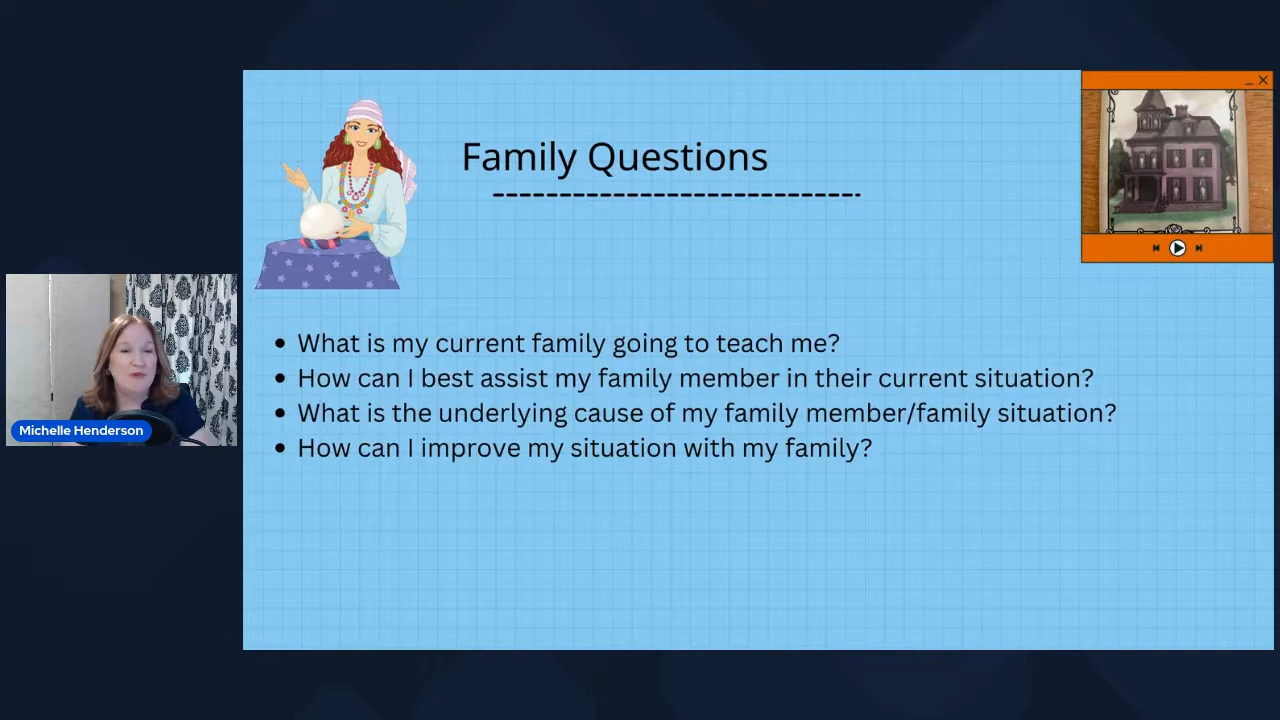 Family Questions
What is my current family going to teach me?
How can I best assist my family member in their current situation?
What is the underlying cause of my family member/family situation?
How can I improve my situation with my family?
Michelle Henderson